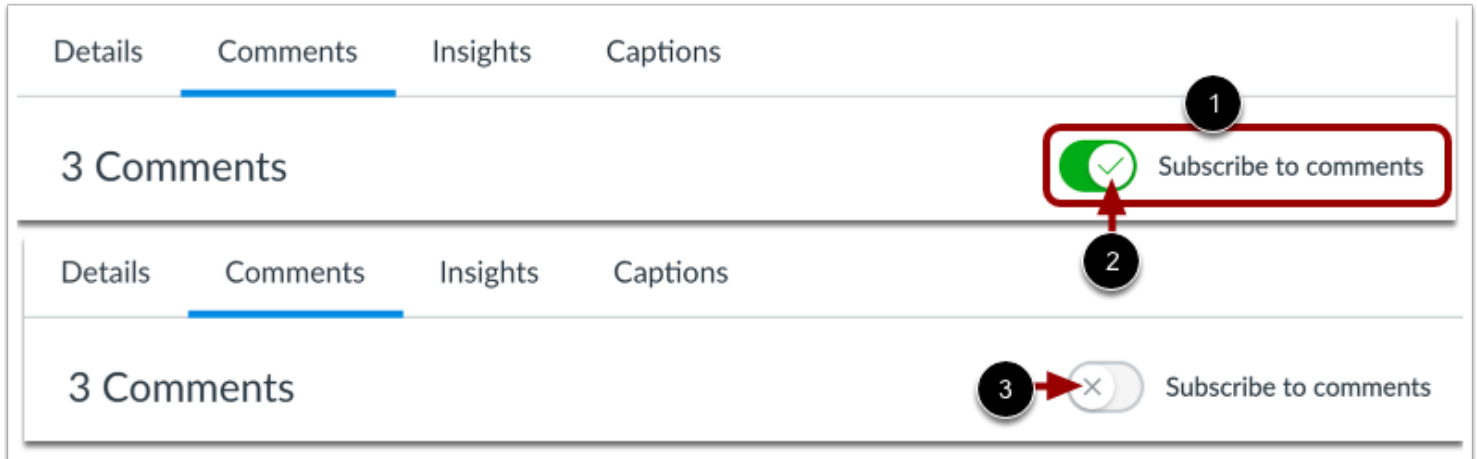 Details Comments Insights Captions
1
3 Comments Subscribe to comments
2
Details Comments Insights Captions
3 Comments 3 Subscribe to comments